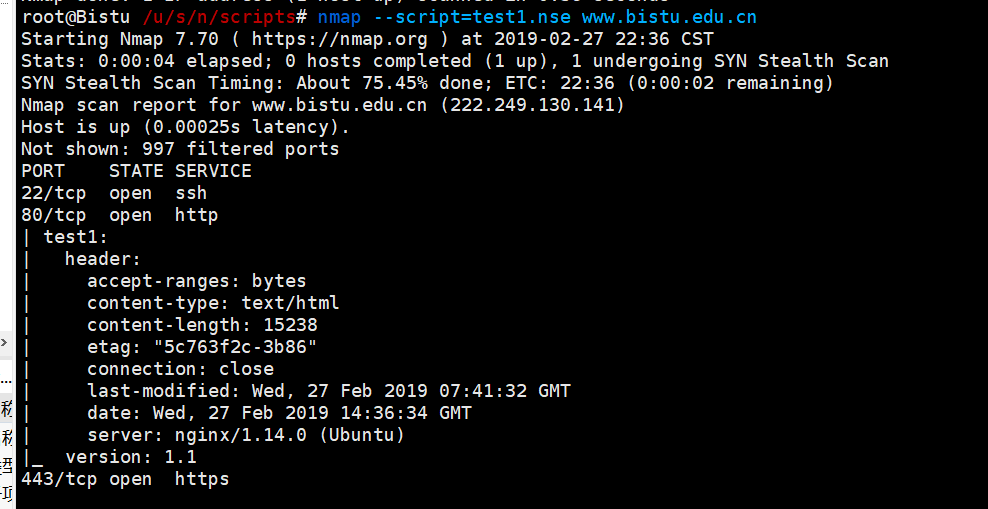 root@Bistu /u/s/n/scripts# nmap --script=test1.nse www.bistu.edu.cn
Starting Nmap 7.70 ( https://nmap.org ) at 2019-02-27 22:36 CST
Stats: 0:00:04 elapsed; 0 hosts completed (1 up), 1 undergoing SYN Stealth Scan
SYN Stealth Scan Timing: About 75.45% done; ETC: 22:36 (0:00:02 remaining)
Nmap scan report for www.bistu.edu.cn (222.249.130.141)
Host is up (0.00025s latency).
Not shown: 997 filtered ports
PORT    STATE SERVICE
22/tcp  open  ssh
80/tcp  open  http
| test1:
|   header:
|     accept-ranges: bytes
|     content-type: text/html
|     content-length: 15238
|     etag: "5c763f2c-3b86"
|     connection: close
|     last-modified: Wed, 27 Feb 2019 07:41:32 GMT
|     date: Wed, 27 Feb 2019 14:36:34 GMT
|     server: nginx/1.14.0 (Ubuntu)
|_  version: 1.1
443/tcp open  https